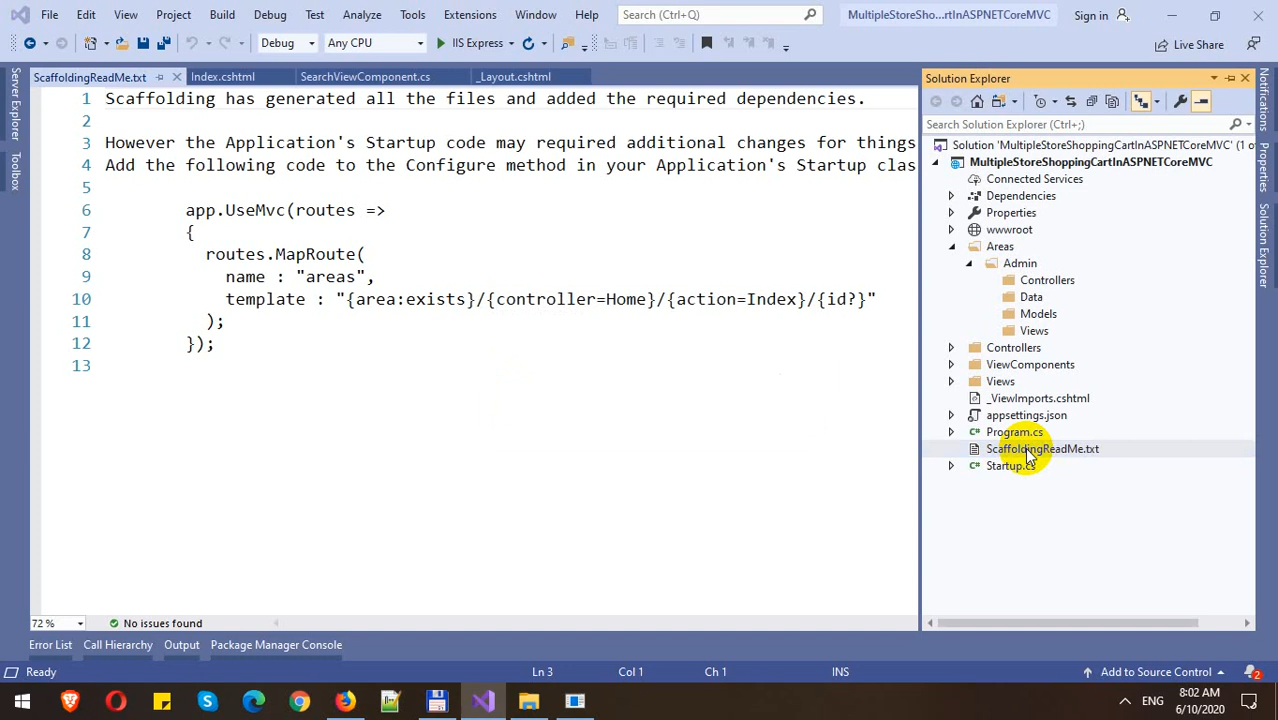 File Edit View Project Build Debug Test Analyze Tools Extensions Window Help Search (Ctrl+Q) MultipleStoreSho...rtInASPNETCoreMVC Sign in
Debug Any CPU IIS Express Live Share
ScaffoldingReadMe.txt Index.cshtml SearchViewComponent.cs _Layout.cshtml
Server Explorer
Toolbox
1 Scaffolding has generated all the files and added the required dependencies.
2
3 However the Application's Startup code may required additional changes for things
4 Add the following code to the Configure method in your Application's Startup clas
5
6 app.UseMvc(routes =>
7 {
8 routes.MapRoute(
9 name : "areas",
10 template : "{area:exists}/{controller=Home}/{action=Index}/{id?}"
11 );
12 });
13
72 % No issues found
Solution Explorer
Search Solution Explorer (Ctrl+;)
Solution 'MultipleStoreShoppingCartInASPNETCoreMVC' (1 o
MultipleStoreShoppingCartInASPNETCoreMVC
Connected Services
Dependencies
Properties
wwwroot
Areas
Admin
Controllers
Data
Models
Views
Controllers
ViewComponents
Views
_ViewImports.cshtml
appsettings.json
Program.cs
ScaffoldingReadMe.txt
Startup.cs
Notifications
Properties
Solution Explorer
Error List Call Hierarchy Output Package Manager Console
Ready Ln 3 Col 1 Ch 1 INS Add to Source Control 2
ENG 8:02 AM
6/10/2020